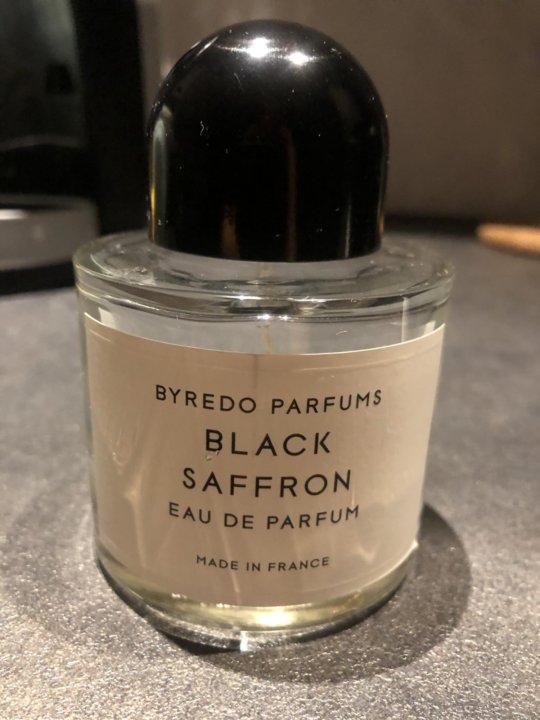 BYREDO PARFUMS
BLACK
SAFFRON
EAU DE PARFUM
MADE IN FRANCE